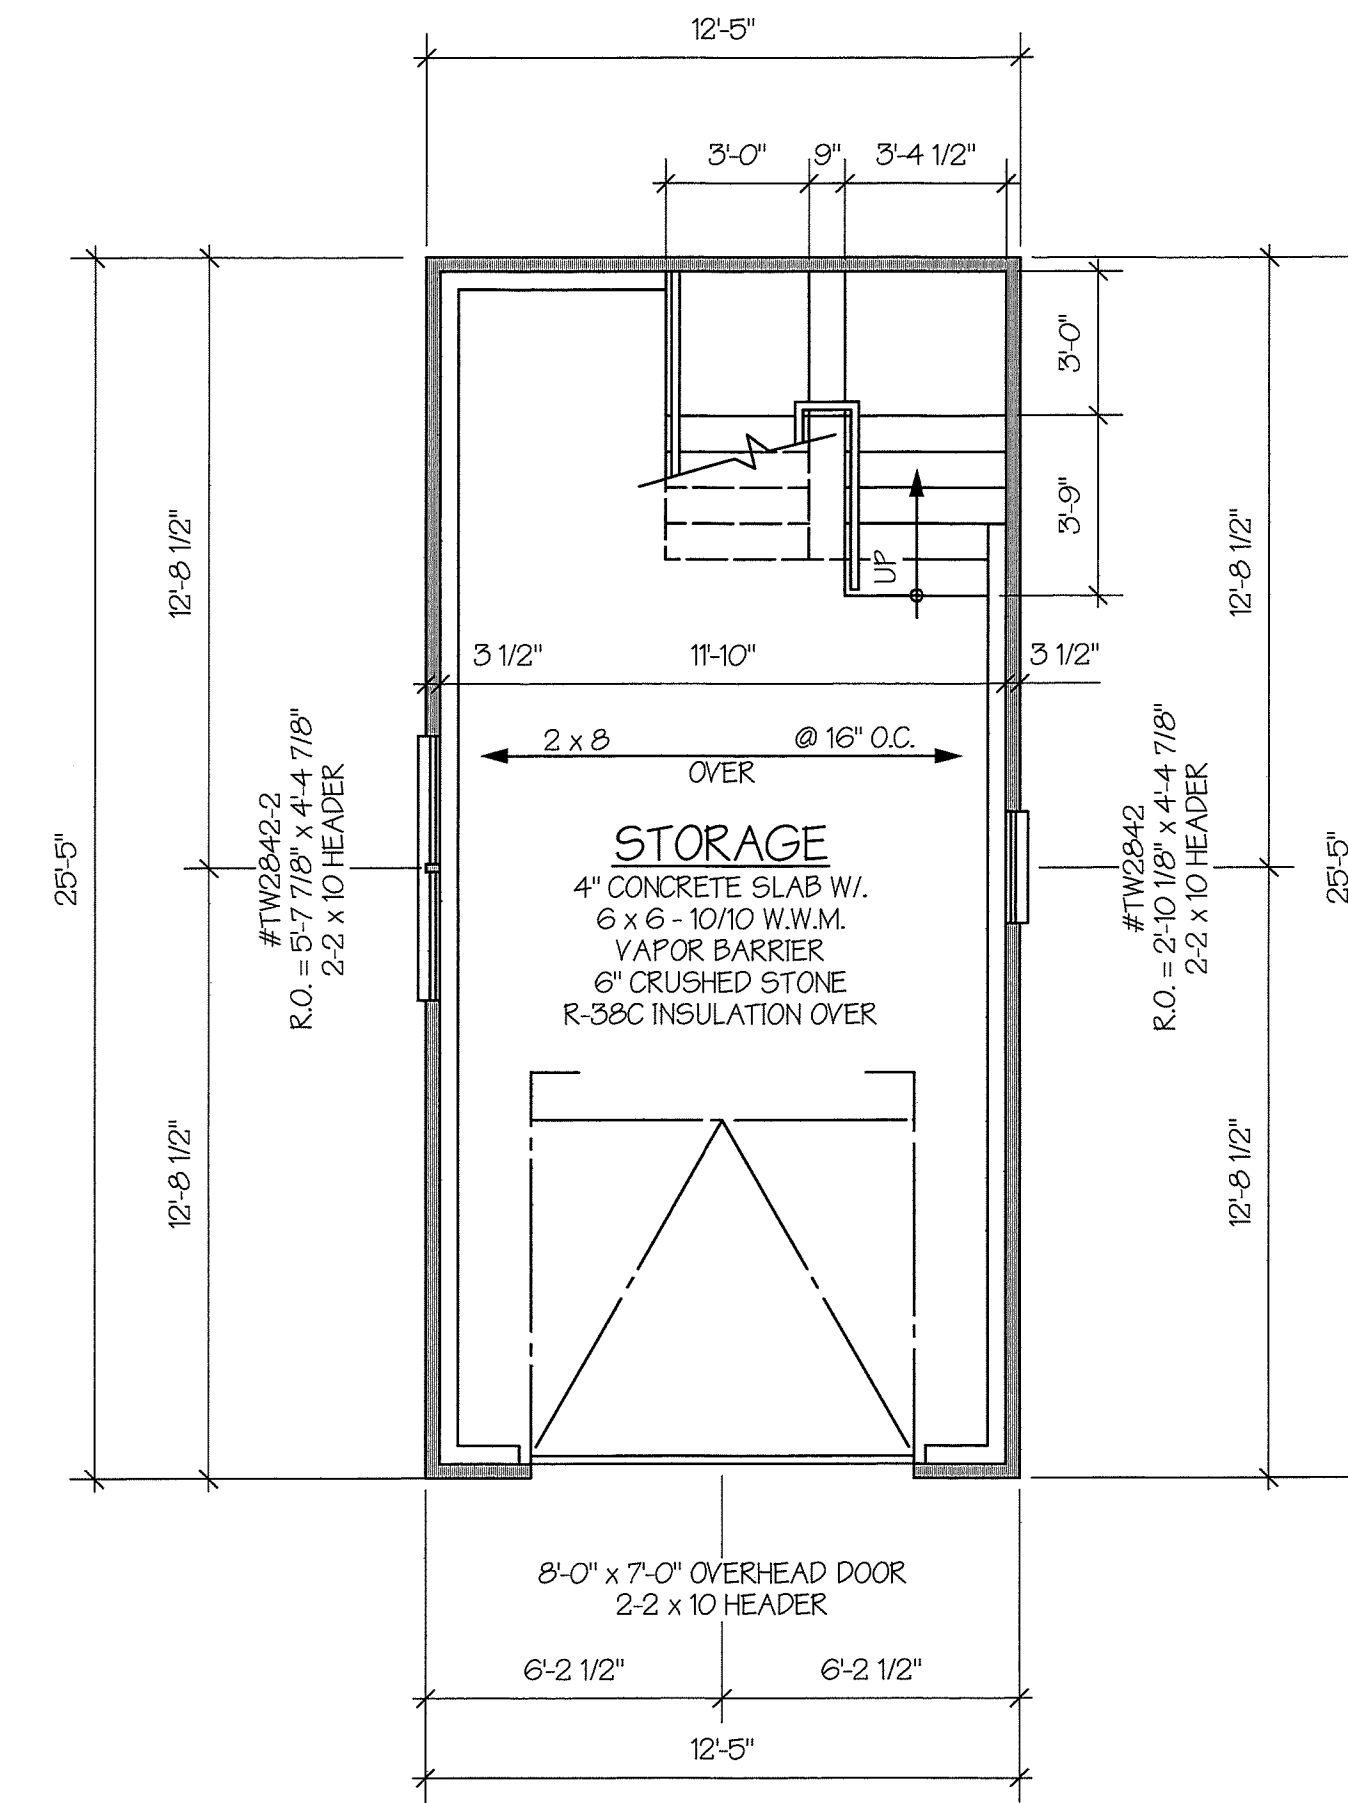 12'-5"
3'-0" 9" 3'-4 1/2"
3'-0"
3'-9"
12'-8 1/2"
12'-8 1/2"
UP
3 1/2" 11'-10" 3 1/2"
2 x 8 @ 16" O.C.
OVER
25'-5"
#TW2842-2
R.O. = 5'-7 7/8" x 4'-4 7/8"
2-2 x 10 HEADER
STORAGE
4" CONCRETE SLAB W/.
6 x 6 - 10/10 W.W.M.
VAPOR BARRIER
6" CRUSHED STONE
R-38C INSULATION OVER
#TW2842
R.O. = 2'-10 1/8" x 4'-4 7/8"
2-2 x 10 HEADER
25'-5"
12'-8 1/2"
12'-8 1/2"
8'-0" x 7'-0" OVERHEAD DOOR
2-2 x 10 HEADER
6'-2 1/2" 6'-2 1/2"
12'-5"